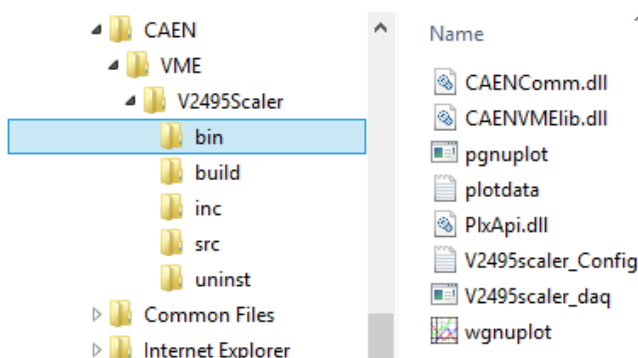 CAEN
VME
V2495Scaler
bin
build
inc
src
uninst
Common Files
Internet Explorer
Name
CAENComm.dll
CAENVMElib.dll
pgnuplot
plotdata
PlxApi.dll
V2495scaler_Config
V2495scaler_daq
wgnuplot